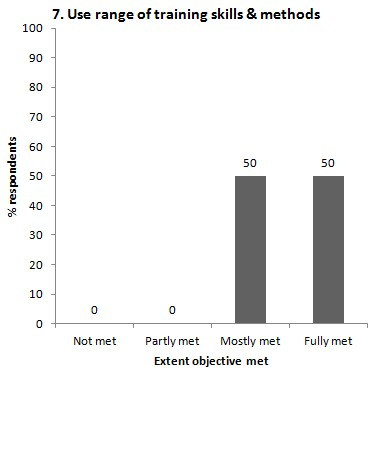 7. Use range of training skills & methods
% respondents
100
90
80
70
60
50
40
30
20
10
0
0
0
50
50
Not met
Partly met
Mostly met
Fully met
Extent objective met